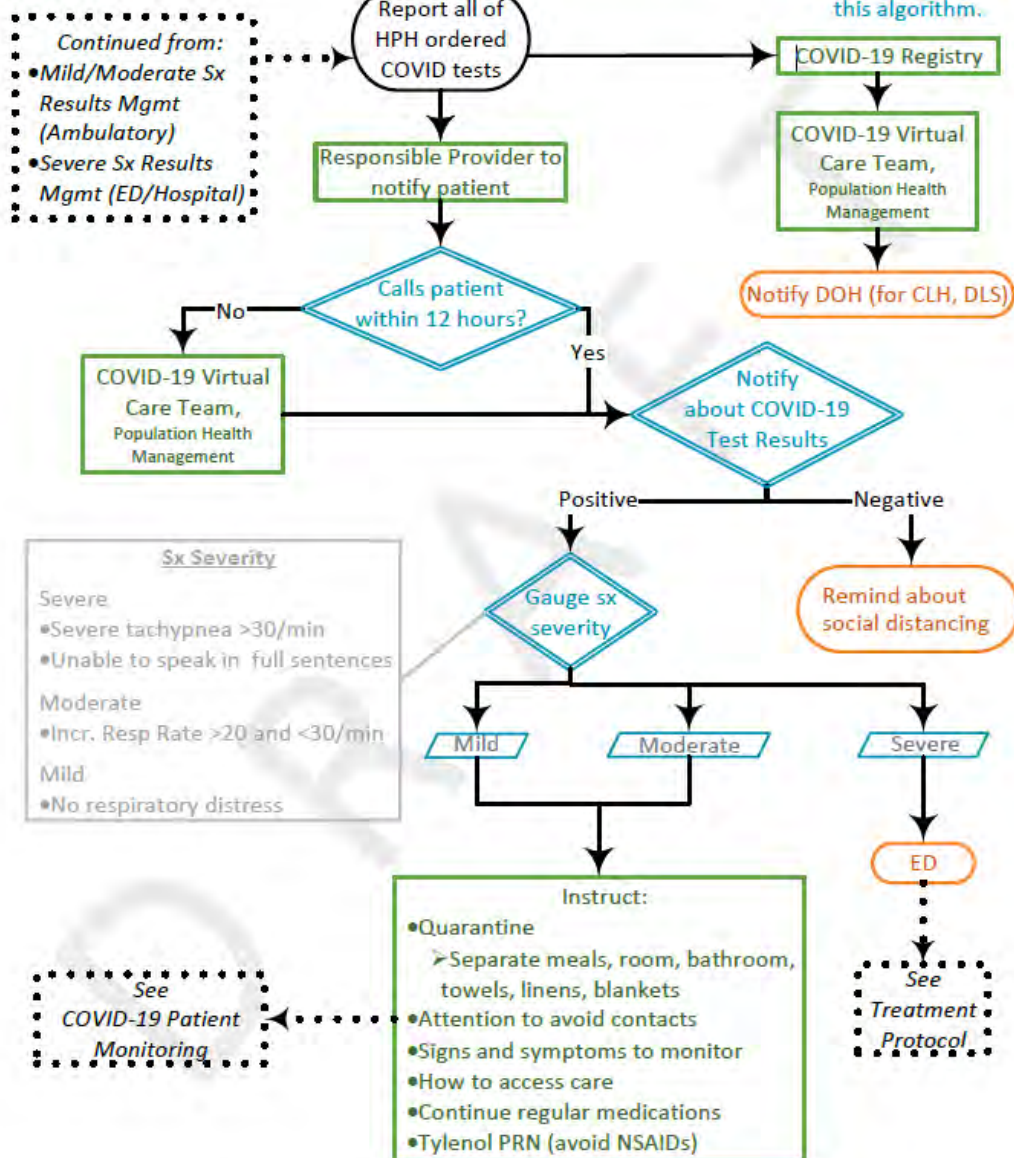 this algorithm.
Report all of
HPH ordered
COVID tests
Continued from:
•Mild/Moderate Sx
Results Mgmt
(Ambulatory)
•Severe Sx Results
Mgmt (ED/Hospital)
COVID-19 Registry
COVID-19 Virtual
Care Team,
Population Health
Management
Notify DOH (for CLH, DLS)
Responsible Provider to
notify patient
Calls patient
within 12 hours?
No
Yes
COVID-19 Virtual
Care Team,
Population Health
Management
Notify
about COVID-19
Test Results
Positive
Negative
Remind about
social distancing
Gauge sx
severity
Sx Severity
Severe
•Severe tachypnea >30/min
•Unable to speak in full sentences
Moderate
•Incr. Resp Rate >20 and <30/min
Mild
•No respiratory distress
Mild
Moderate
Severe
ED
See
Treatment
Protocol
Instruct:
•Quarantine
➢Separate meals, room, bathroom,
towels, linens, blankets
•Attention to avoid contacts
•Signs and symptoms to monitor
•How to access care
•Continue regular medications
•Tylenol PRN (avoid NSAIDs)
See
COVID-19 Patient
Monitoring
DRAFT